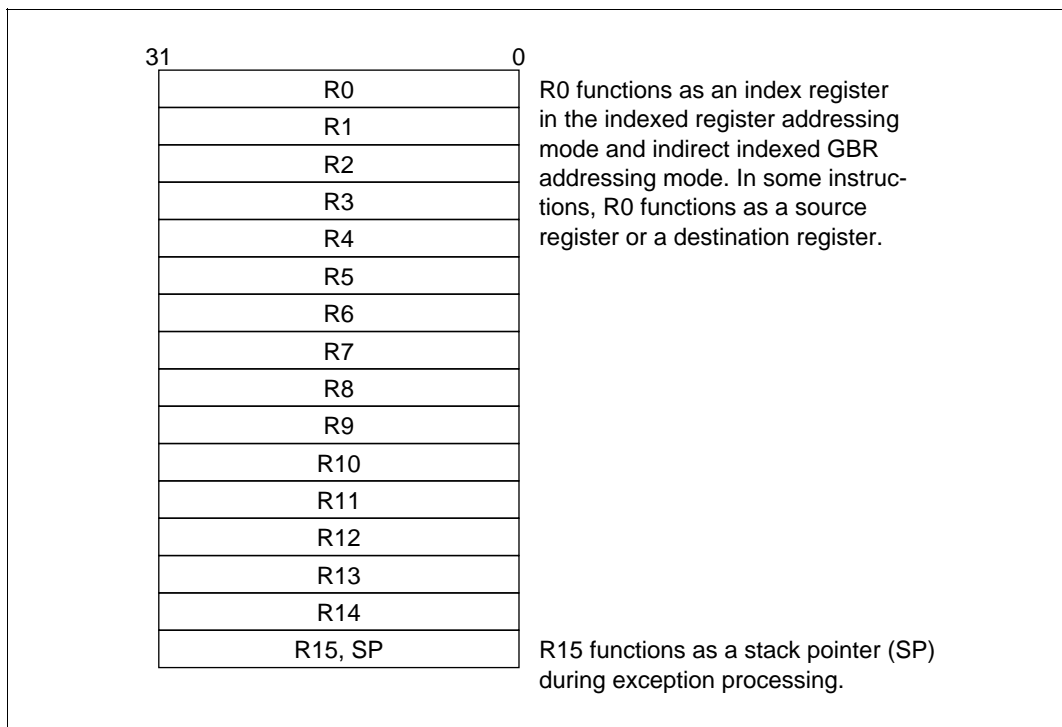 31 0
R0
R1
R2
R3
R4
R5
R6
R7
R8
R9
R10
R11
R12
R13
R14
R15, SP
R0 functions as an index register
in the indexed register addressing
mode and indirect indexed GBR
addressing mode. In some instruc-
tions, R0 functions as a source
register or a destination register.
R15 functions as a stack pointer (SP)
during exception processing.